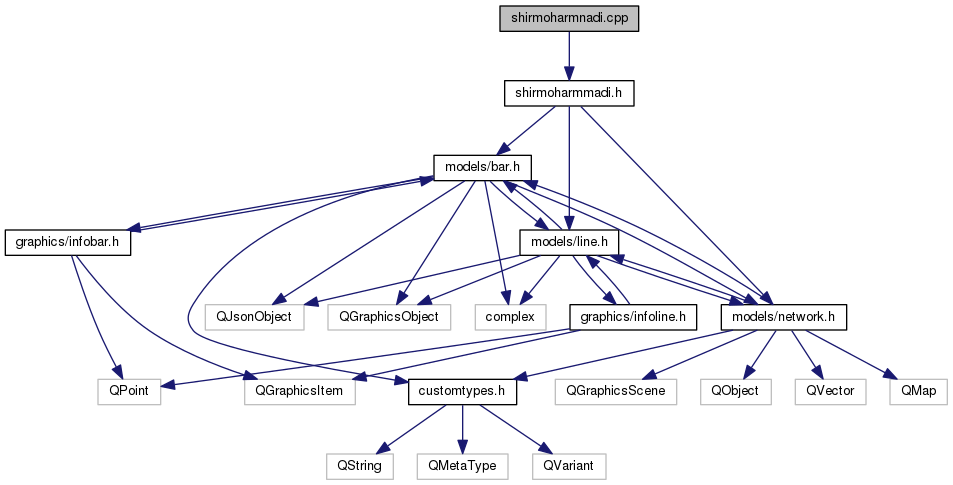 shirmoharmnadi.cpp
shirmoharmmadi.h
models/bar.h
graphics/infobar.h
models/line.h
QJsonObject
QGraphicsObject
complex
graphics/infoline.h
models/network.h
QPoint
QGraphicsItem
customtypes.h
QGraphicsScene
QObject
QVector
QMap
QString
QMetaType
QVariant